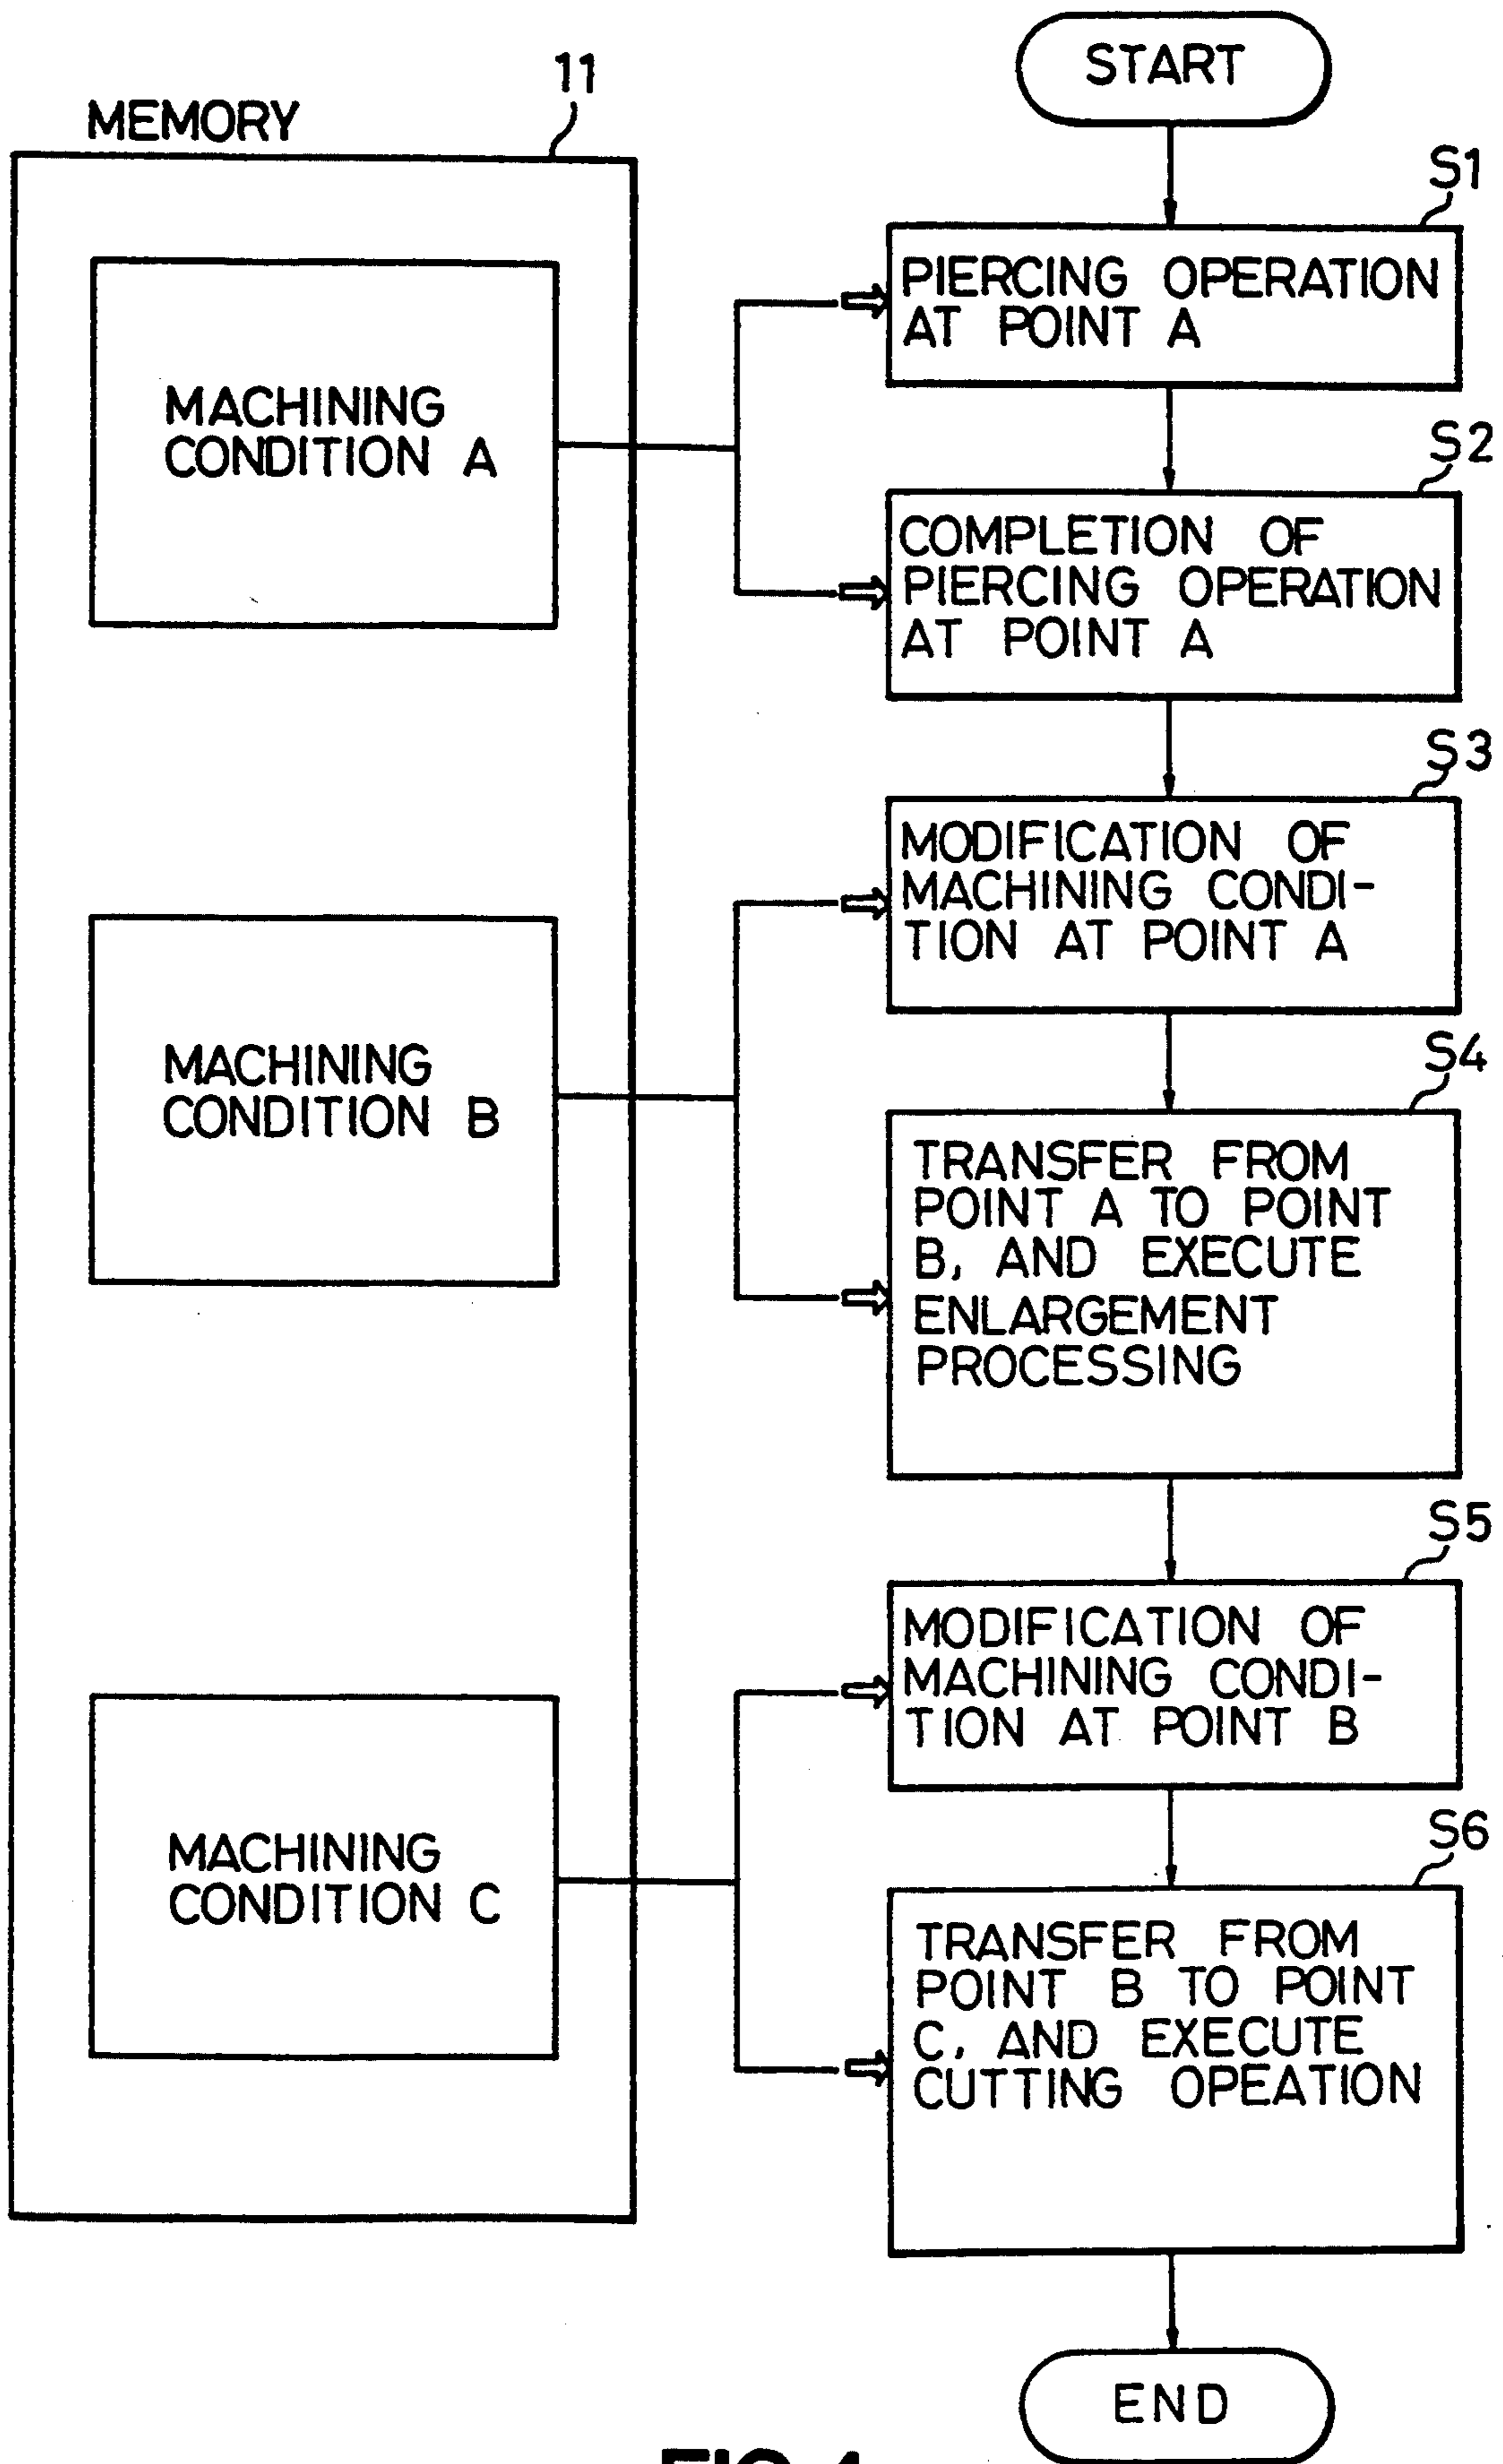 START
11
MEMORY
S1
PIERCING OPERATION
AT POINT A
MACHINING
CONDITION A
S2
COMPLETION OF
PIERCING OPERATION
AT POINT A
S3
MODIFICATION OF
MACHINING CONDI-
TION AT POINT A
MACHINING
CONDITION B
S4
TRANSFER FROM
POINT A TO POINT
B, AND EXECUTE
ENLARGEMENT
PROCESSING
S5
MODIFICATION OF
MACHINING CONDI-
TION AT POINT B
MACHINING
CONDITION C
S6
TRANSFER FROM
POINT B TO POINT
C, AND EXECUTE
CUTTING OPEATION
END